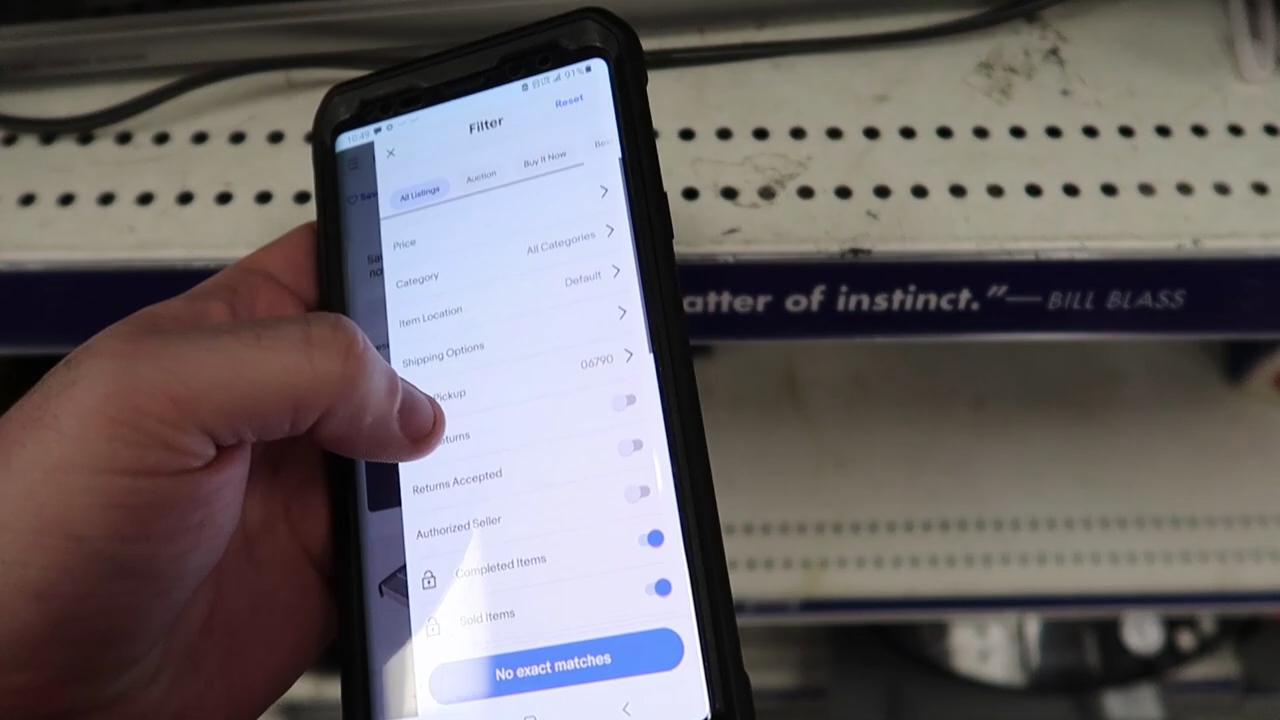 10:49
91%
Reset
Filter
All Listings
Auction
Buy It Now
Price
Category
All Categories
Item Location
Default
Shipping Options
Pickup
06790
Returns Accepted
Authorized Seller
Completed Items
Sold Items
No exact matches
atter of instinct."— BILL BLASS